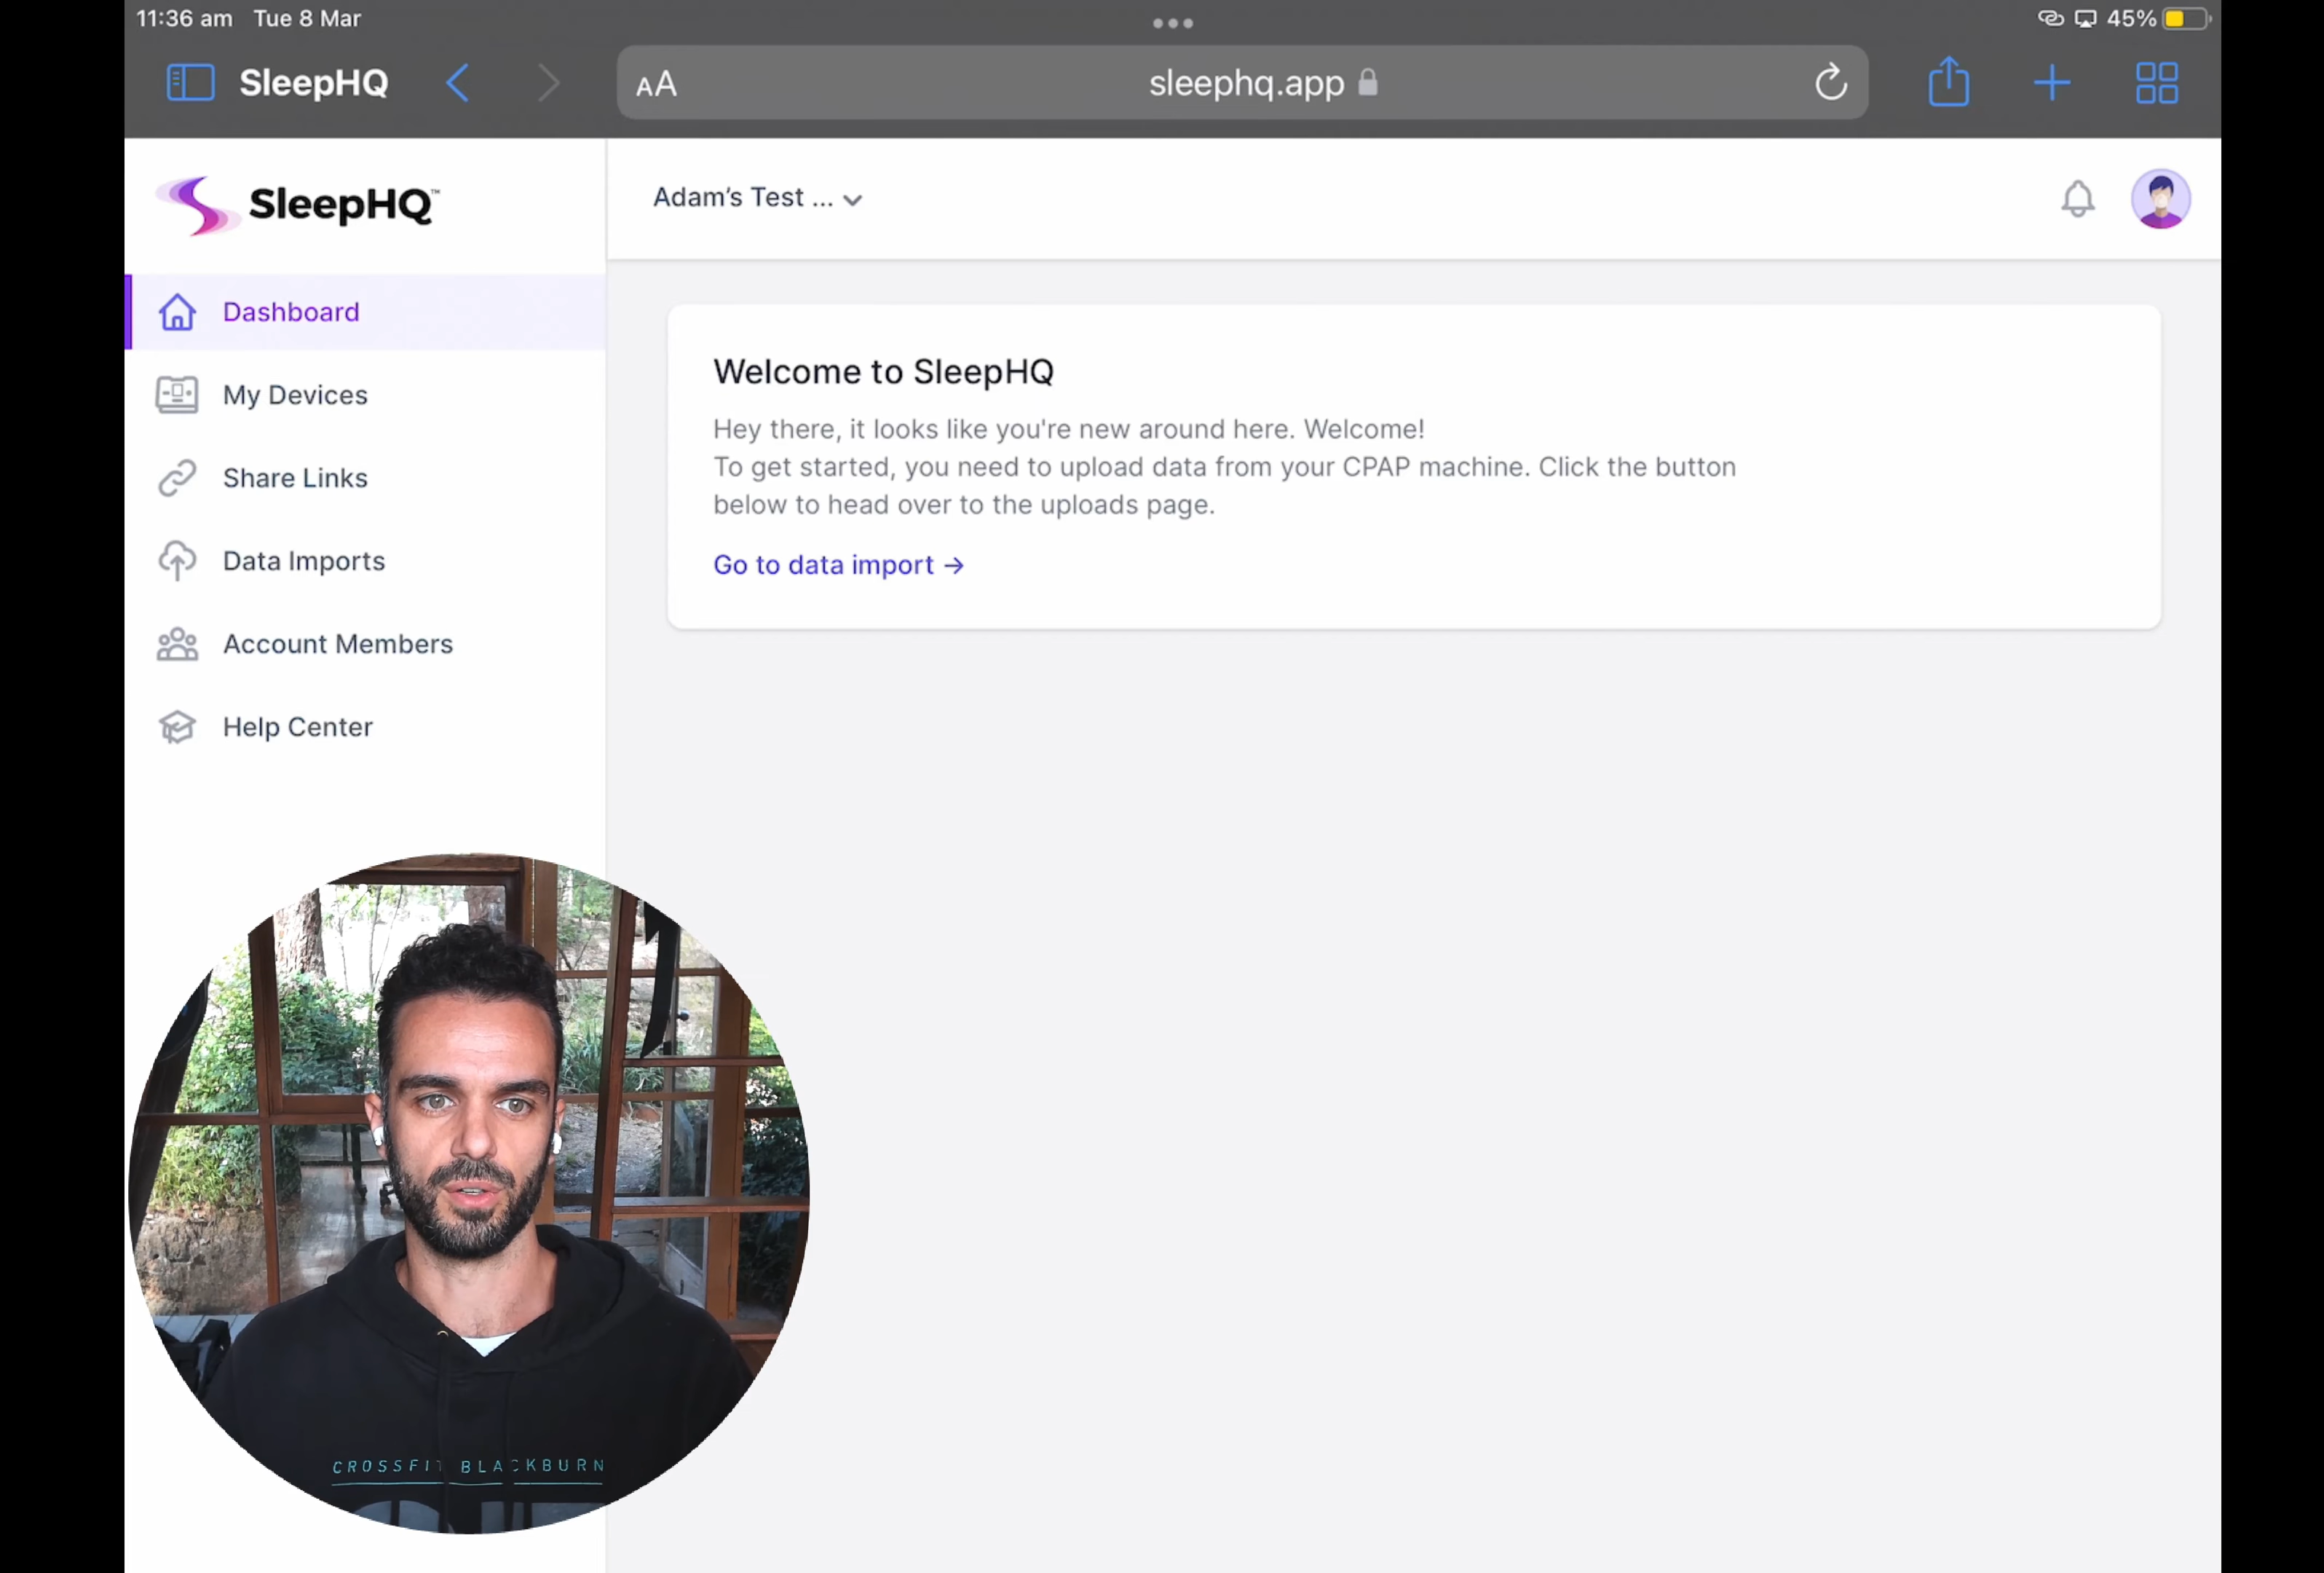 11:36 am Tue 8 Mar
45%
SleepHQ
AA
sleephq.app
SleepHQ™
Adam's Test ...
Dashboard
My Devices
Share Links
Data Imports
Account Members
Help Center
Welcome to SleepHQ
Hey there, it looks like you're new around here. Welcome!
To get started, you need to upload data from your CPAP machine. Click the button
below to head over to the uploads page.
Go to data import →
CROSSFIT BLACKBURN